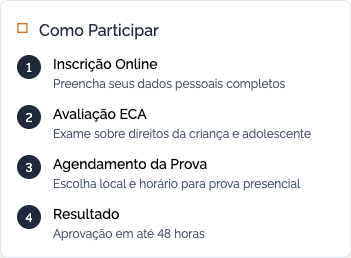 Como Participar
1 Inscrição Online
Preencha seus dados pessoais completos
2 Avaliação ECA
Exame sobre direitos da criança e adolescente
3 Agendamento da Prova
Escolha local e horário para prova presencial
4 Resultado
Aprovação em até 48 horas